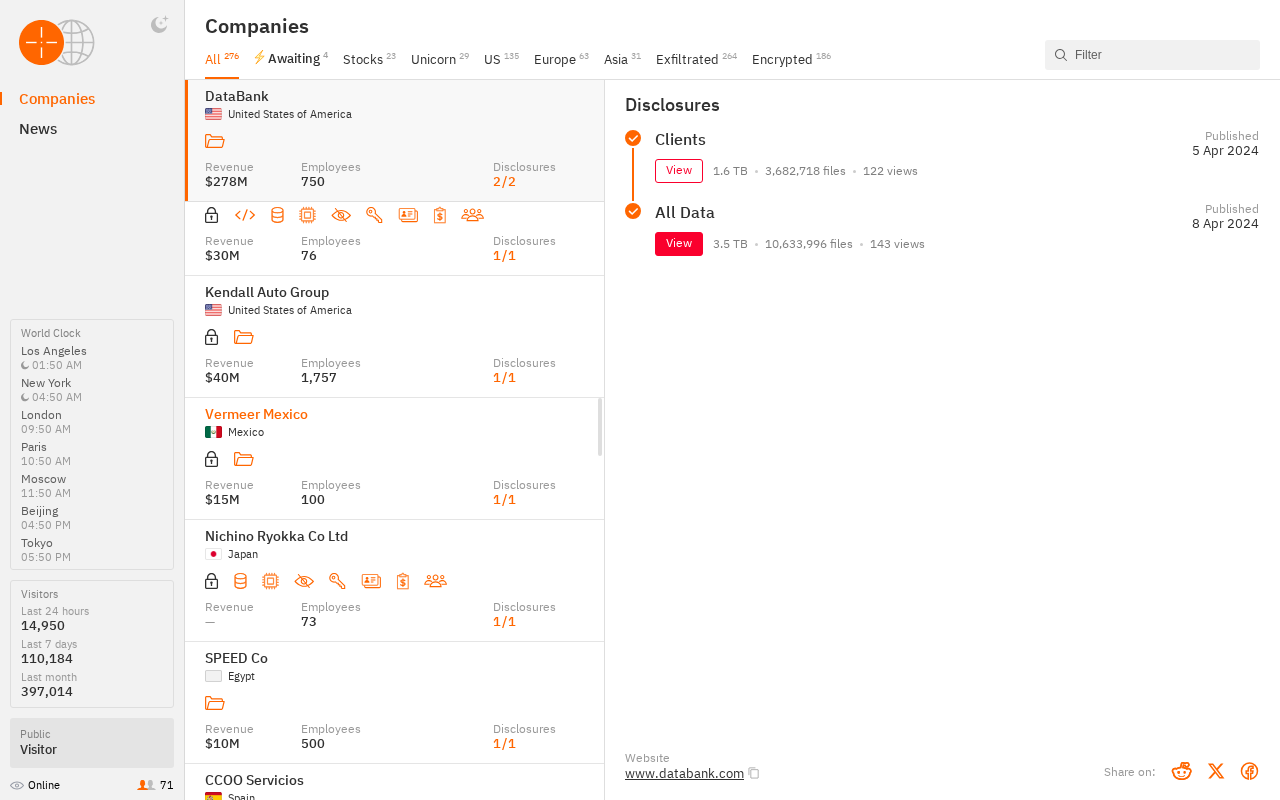 Companies
News
World Clock
Los Angeles
01:50 AM
New York
04:50 AM
London
09:50 AM
Paris
10:50 AM
Moscow
11:50 AM
Beijing
04:50 PM
Tokyo
05:50 PM
Visitors
Last 24 hours
14,950
Last 7 days
110,184
Last month
397,014
Public
Visitor
Online 71
Companies
All 276 Awaiting 4 Stocks 23 Unicorn 29 US 135 Europe 63 Asia 31 Exfiltrated 264 Encrypted 186
Filter
DataBank
United States of America
Revenue Employees Disclosures
$278M 750 2/2
Revenue Employees Disclosures
$30M 76 1/1
Kendall Auto Group
United States of America
Revenue Employees Disclosures
$40M 1,757 1/1
Vermeer Mexico
Mexico
Revenue Employees Disclosures
$15M 100 1/1
Nichino Ryokka Co Ltd
Japan
Revenue Employees Disclosures
— 73 1/1
SPEED Co
Egypt
Revenue Employees Disclosures
$10M 500 1/1
CCOO Servicios
Spain
Disclosures
Clients
Published
5 Apr 2024
View 1.6 TB • 3,682,718 files • 122 views
All Data
Published
8 Apr 2024
View 3.5 TB • 10,633,996 files • 143 views
Website
www.databank.com
Share on: